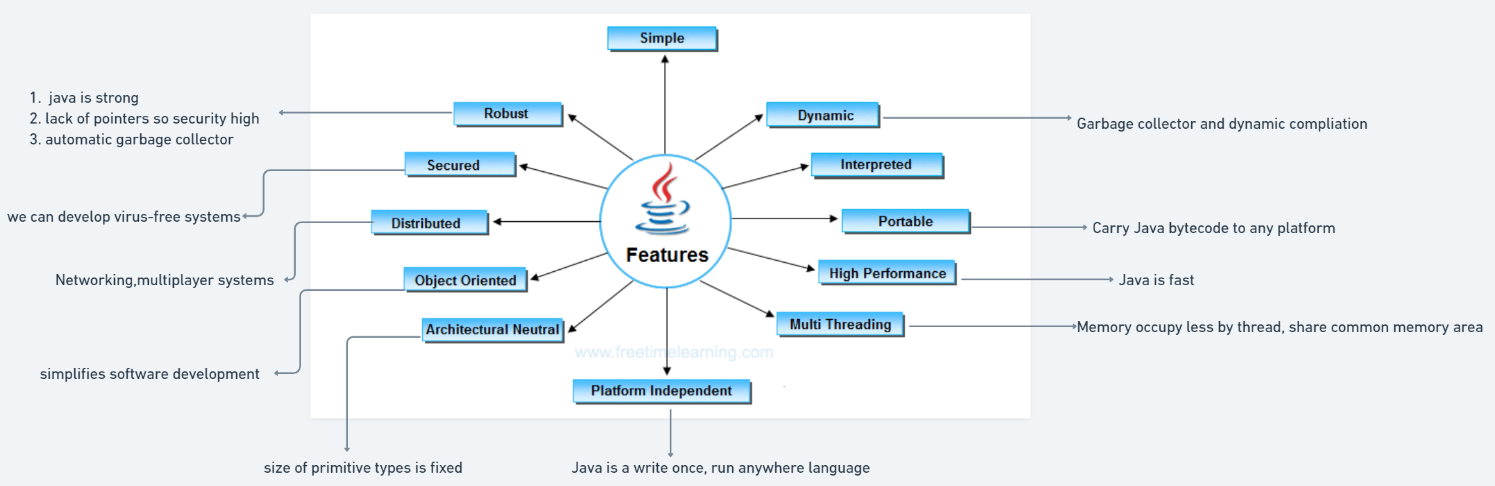 Simple
Robust
1. java is strong
2. lack of pointers so security high
3. automatic garbage collector
Dynamic
Garbage collector and dynamic compliation
Secured
we can develop virus-free systems
Interpreted
Distributed
Networking,multiplayer systems
Portable
Carry Java bytecode to any platform
Features
Object Oriented
simplifies software development
High Performance
Java is fast
Architectural Neutral
size of primitive types is fixed
Multi Threading
Memory occupy less by thread, share common memory area
www.freetimelearning.com
Platform Independent
Java is a write once, run anywhere language